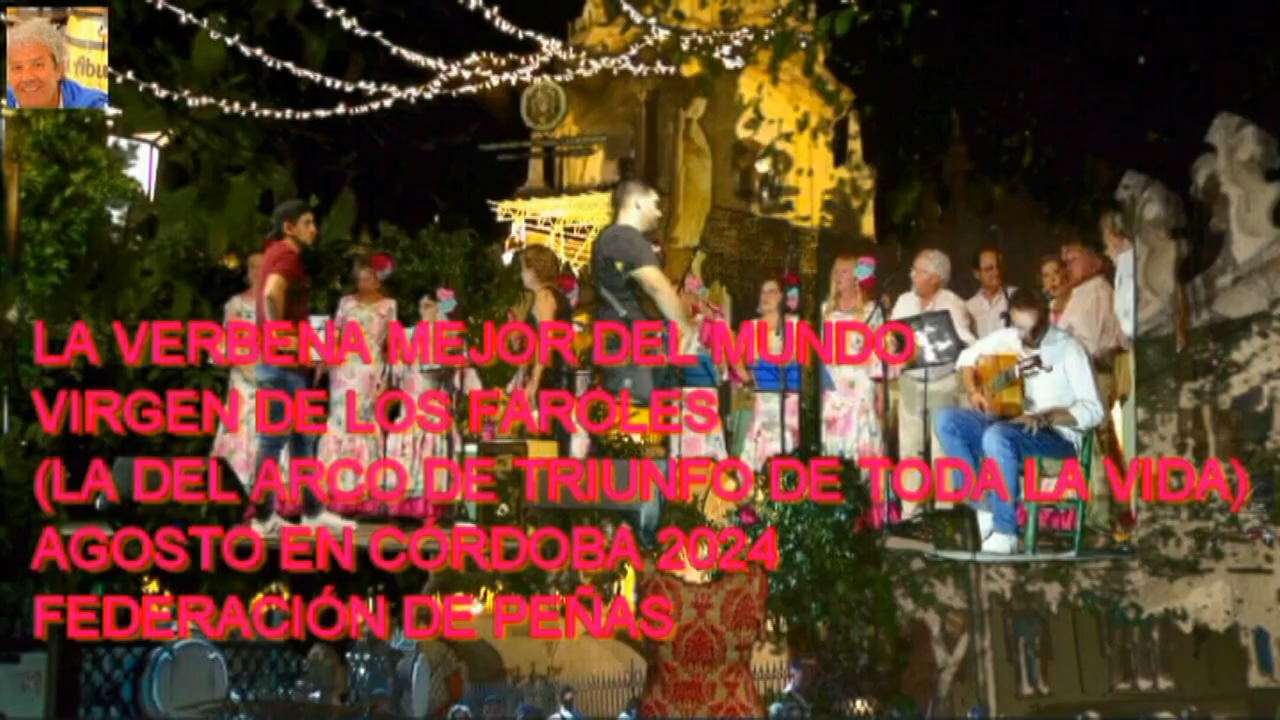 LA VERBENA MEJOR DEL MUNDO
VIRGEN DE LOS FAROLES
(LA DEL ARCO DE TRIUNFO DE TODA LA VIDA)
AGOSTO EN CÓRDOBA 2024
FEDERACIÓN DE PEÑAS